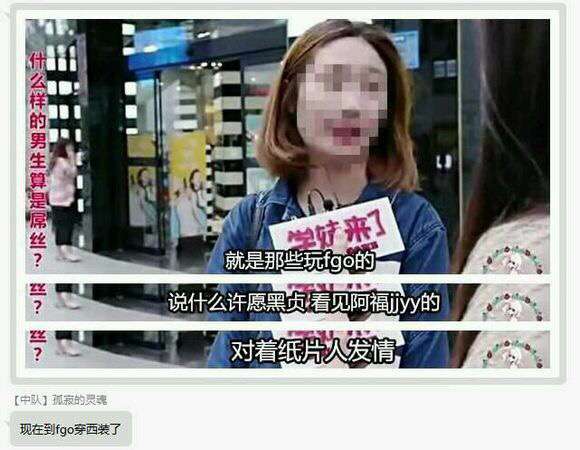 什么样的男生算是屌丝？
学妹来了
就是那些玩fgo的
丝？
说什么许愿黑贞 看见阿福jjyy的
丝？
对着纸片人发情
【中队】孤寂的灵魂
现在到fgo穿西装了